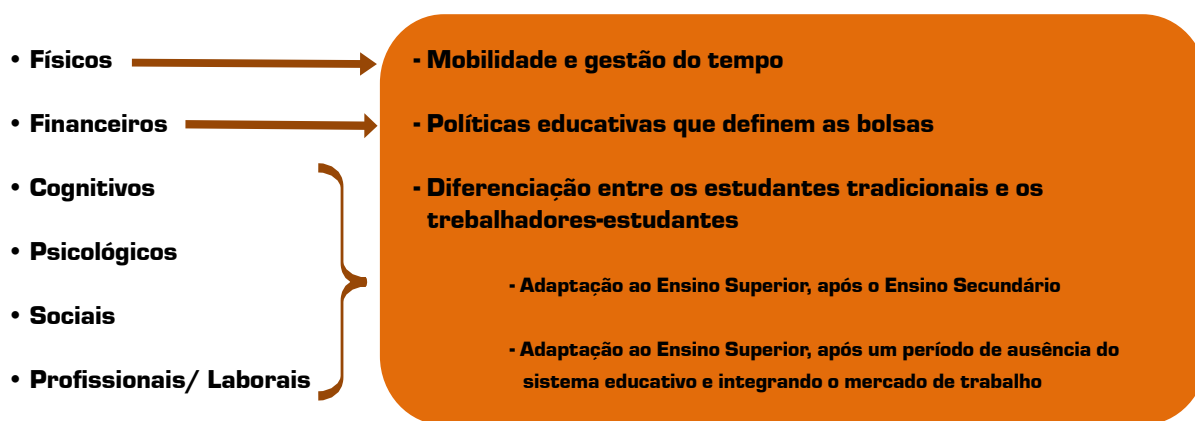 • Físicos
- Mobilidade e gestão do tempo
• Financeiros
- Políticas educativas que definem as bolsas
• Cognitivos
- Diferenciação entre os estudantes tradicionais e os
trebalhadores-estudantes
• Psicológicos
- Adaptação ao Ensino Superior, após o Ensino Secundário
• Sociais
- Adaptação ao Ensino Superior, após um período de ausência do
sistema educativo e integrando o mercado de trabalho
• Profissionais/ Laborais